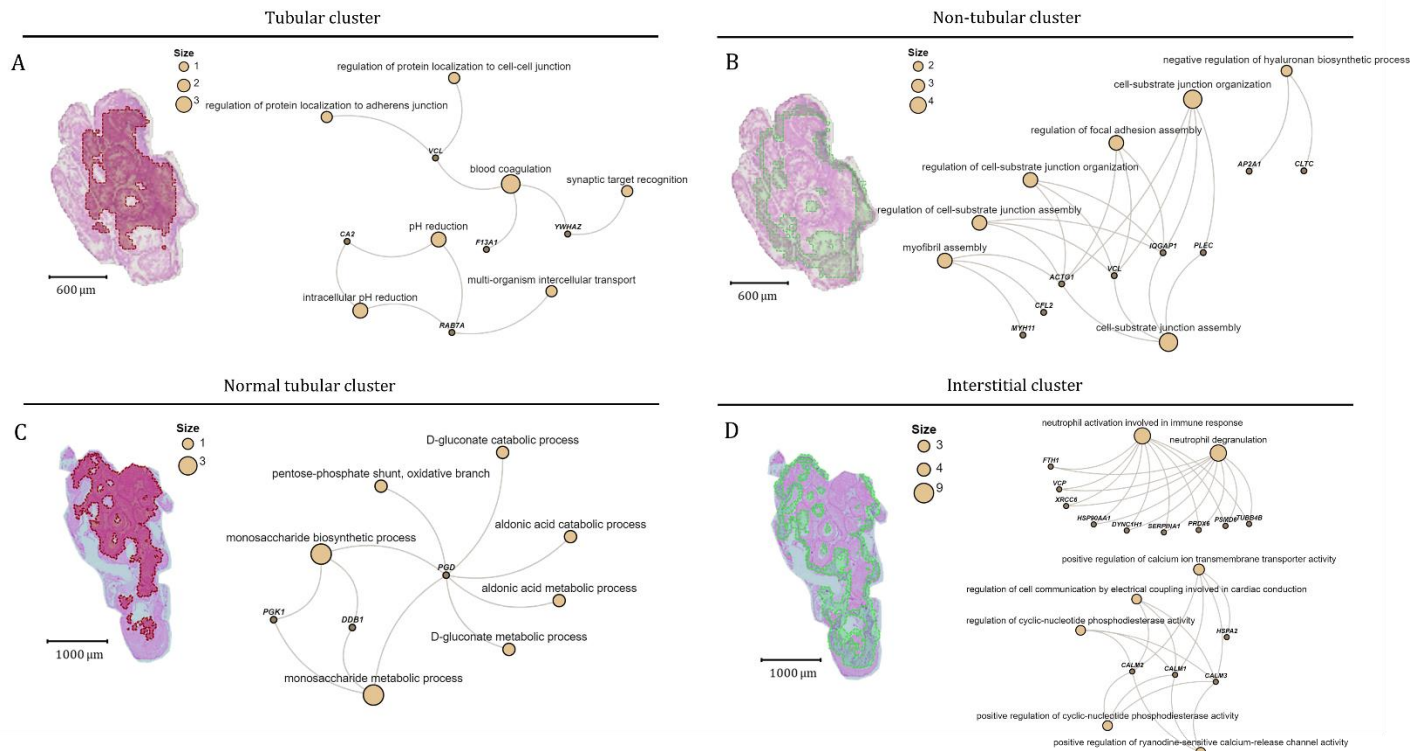 Tubular cluster
A
Size
1
2
3
regulation of protein localization to cell-cell junction
regulation of protein localization to adherens junction
VCL
blood coagulation
synaptic target recognition
CA2
pH reduction
F13A1
YWHAZ
multi-organism intercellular transport
intracellular pH reduction
RAB7A
600 µm
Non-tubular cluster
B
Size
2
3
4
negative regulation of hyaluronan biosynthetic process
cell-substrate junction organization
regulation of focal adhesion assembly
AP2A1
CLTC
regulation of cell-substrate junction organization
regulation of cell-substrate junction assembly
myofibril assembly
IQGAP1
PLEC
ACTG1
VCL
CFL2
MYH11
cell-substrate junction assembly
600 µm
Normal tubular cluster
C
Size
1
3
D-gluconate catabolic process
pentose-phosphate shunt, oxidative branch
aldonic acid catabolic process
monosaccharide biosynthetic process
PGD
aldonic acid metabolic process
PGK1
DDB1
D-gluconate metabolic process
monosaccharide metabolic process
1000 µm
Interstitial cluster
D
Size
3
4
9
neutrophil activation involved in immune response
neutrophil degranulation
FTH1
VCP
XRCC6
HSP90AA1
DYNC1H1
SERPINA1
PRDX6
PSMD6
TUBB4B
positive regulation of calcium ion transmembrane transporter activity
regulation of cell communication by electrical coupling involved in cardiac conduction
regulation of cyclic-nucleotide phosphodiesterase activity
HSPA2
CALM2
CALM1
CALM3
positive regulation of cyclic-nucleotide phosphodiesterase activity
positive regulation of ryanodine-sensitive calcium-release channel activity
1000 µm